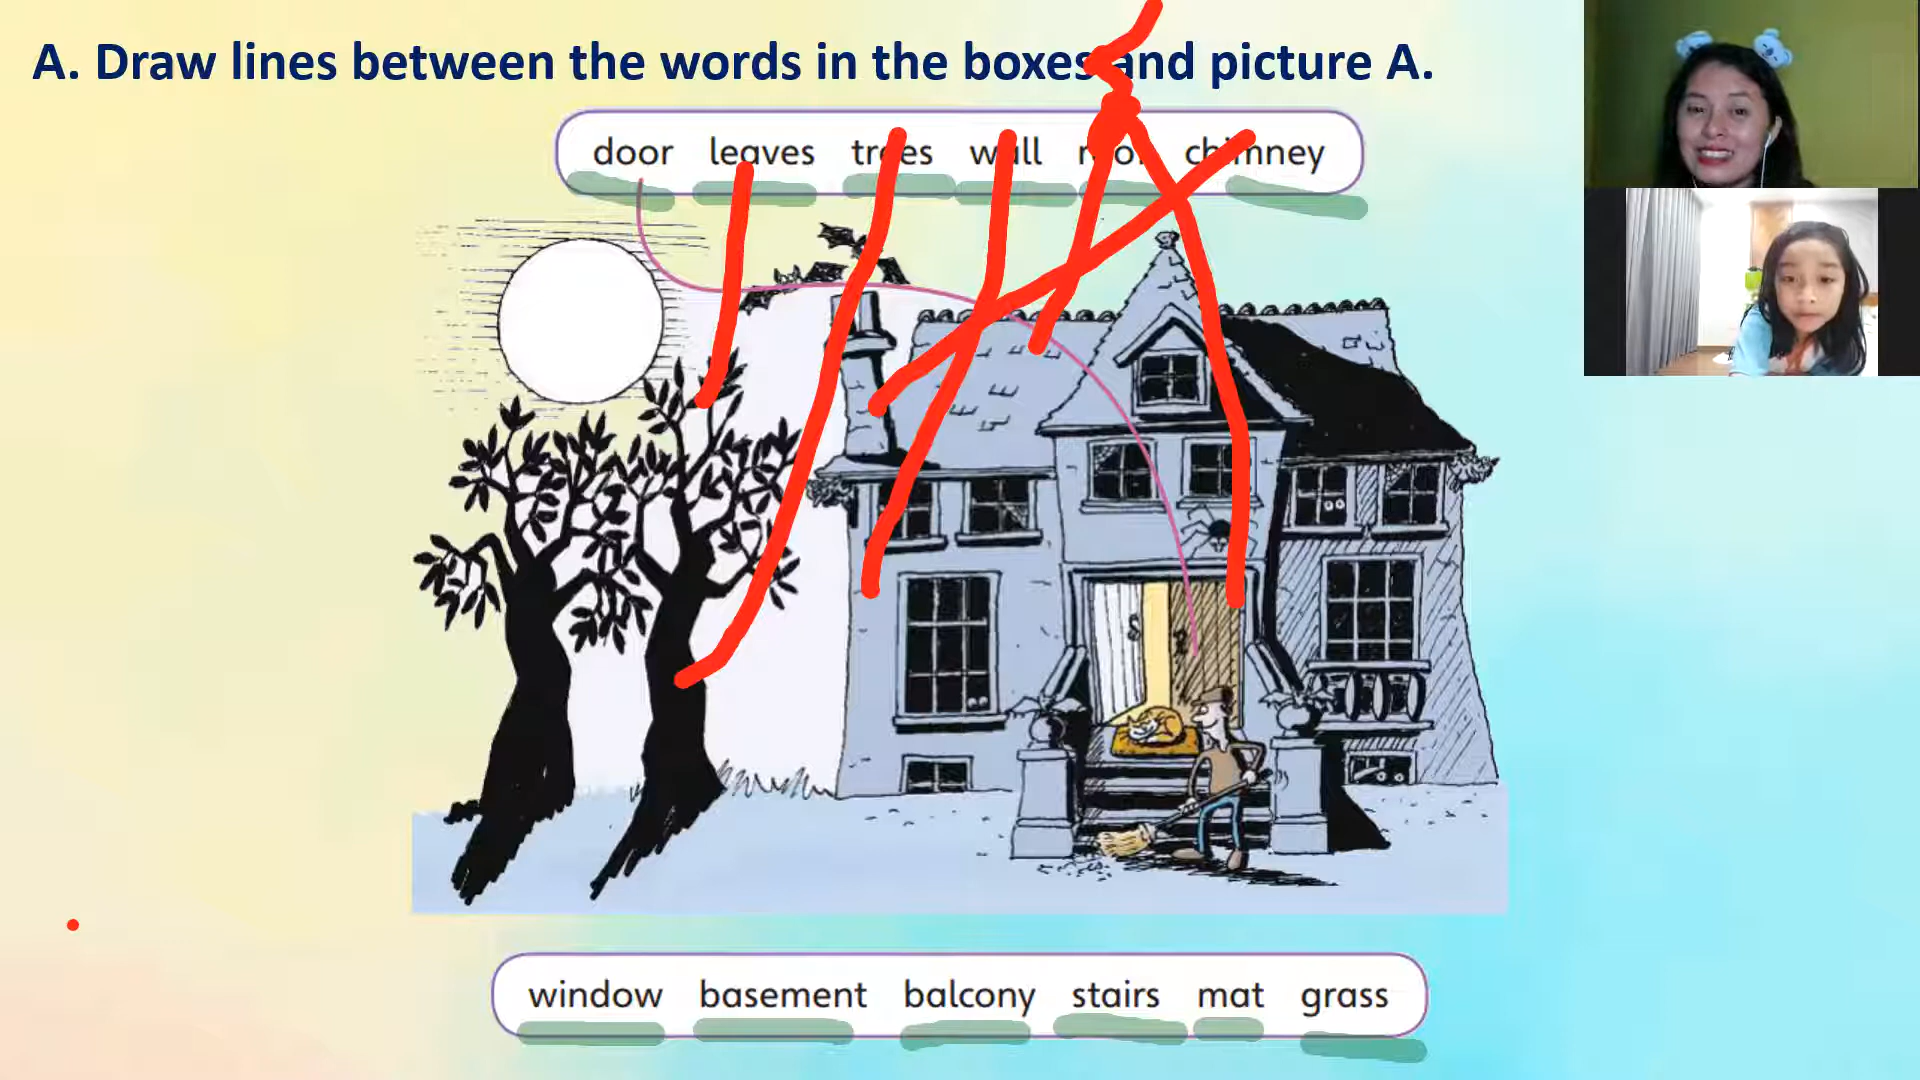 A. Draw lines between the words in the boxes and picture A.
door leaves trees wall roof chimney
window basement balcony stairs mat grass